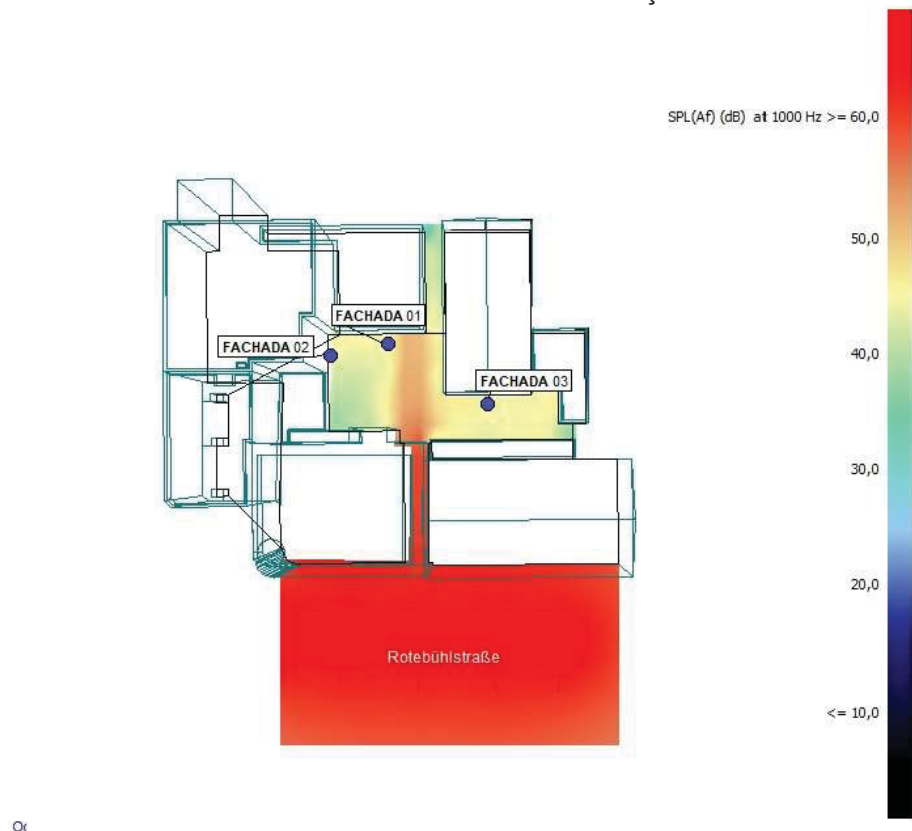 SPL(Af) (dB) at 1000 Hz >= 60,0
50,0
FACHADA 01
FACHADA 02
40,0
FACHADA 03
30,0
20,0
Rotebühlstraße
<= 10,0